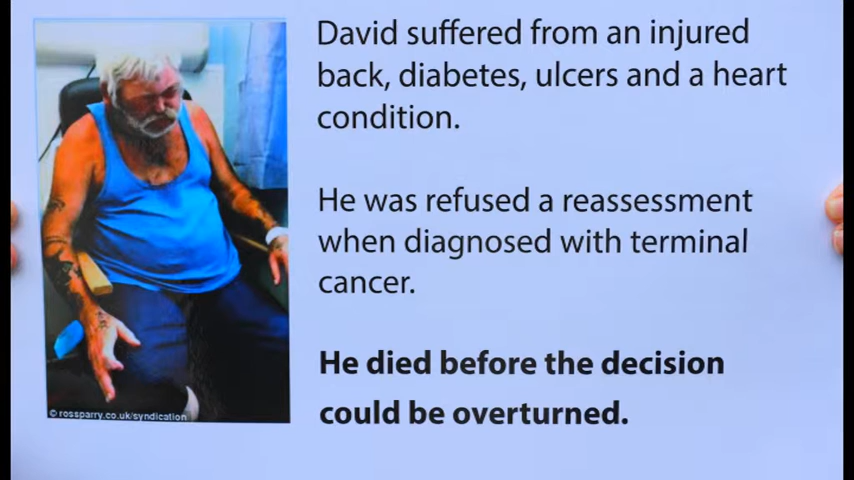 David suffered from an injured
back, diabetes, ulcers and a heart
condition.
He was refused a reassessment
when diagnosed with terminal
cancer.
He died before the decision
could be overturned.
© rossparry.co.uk/syndication